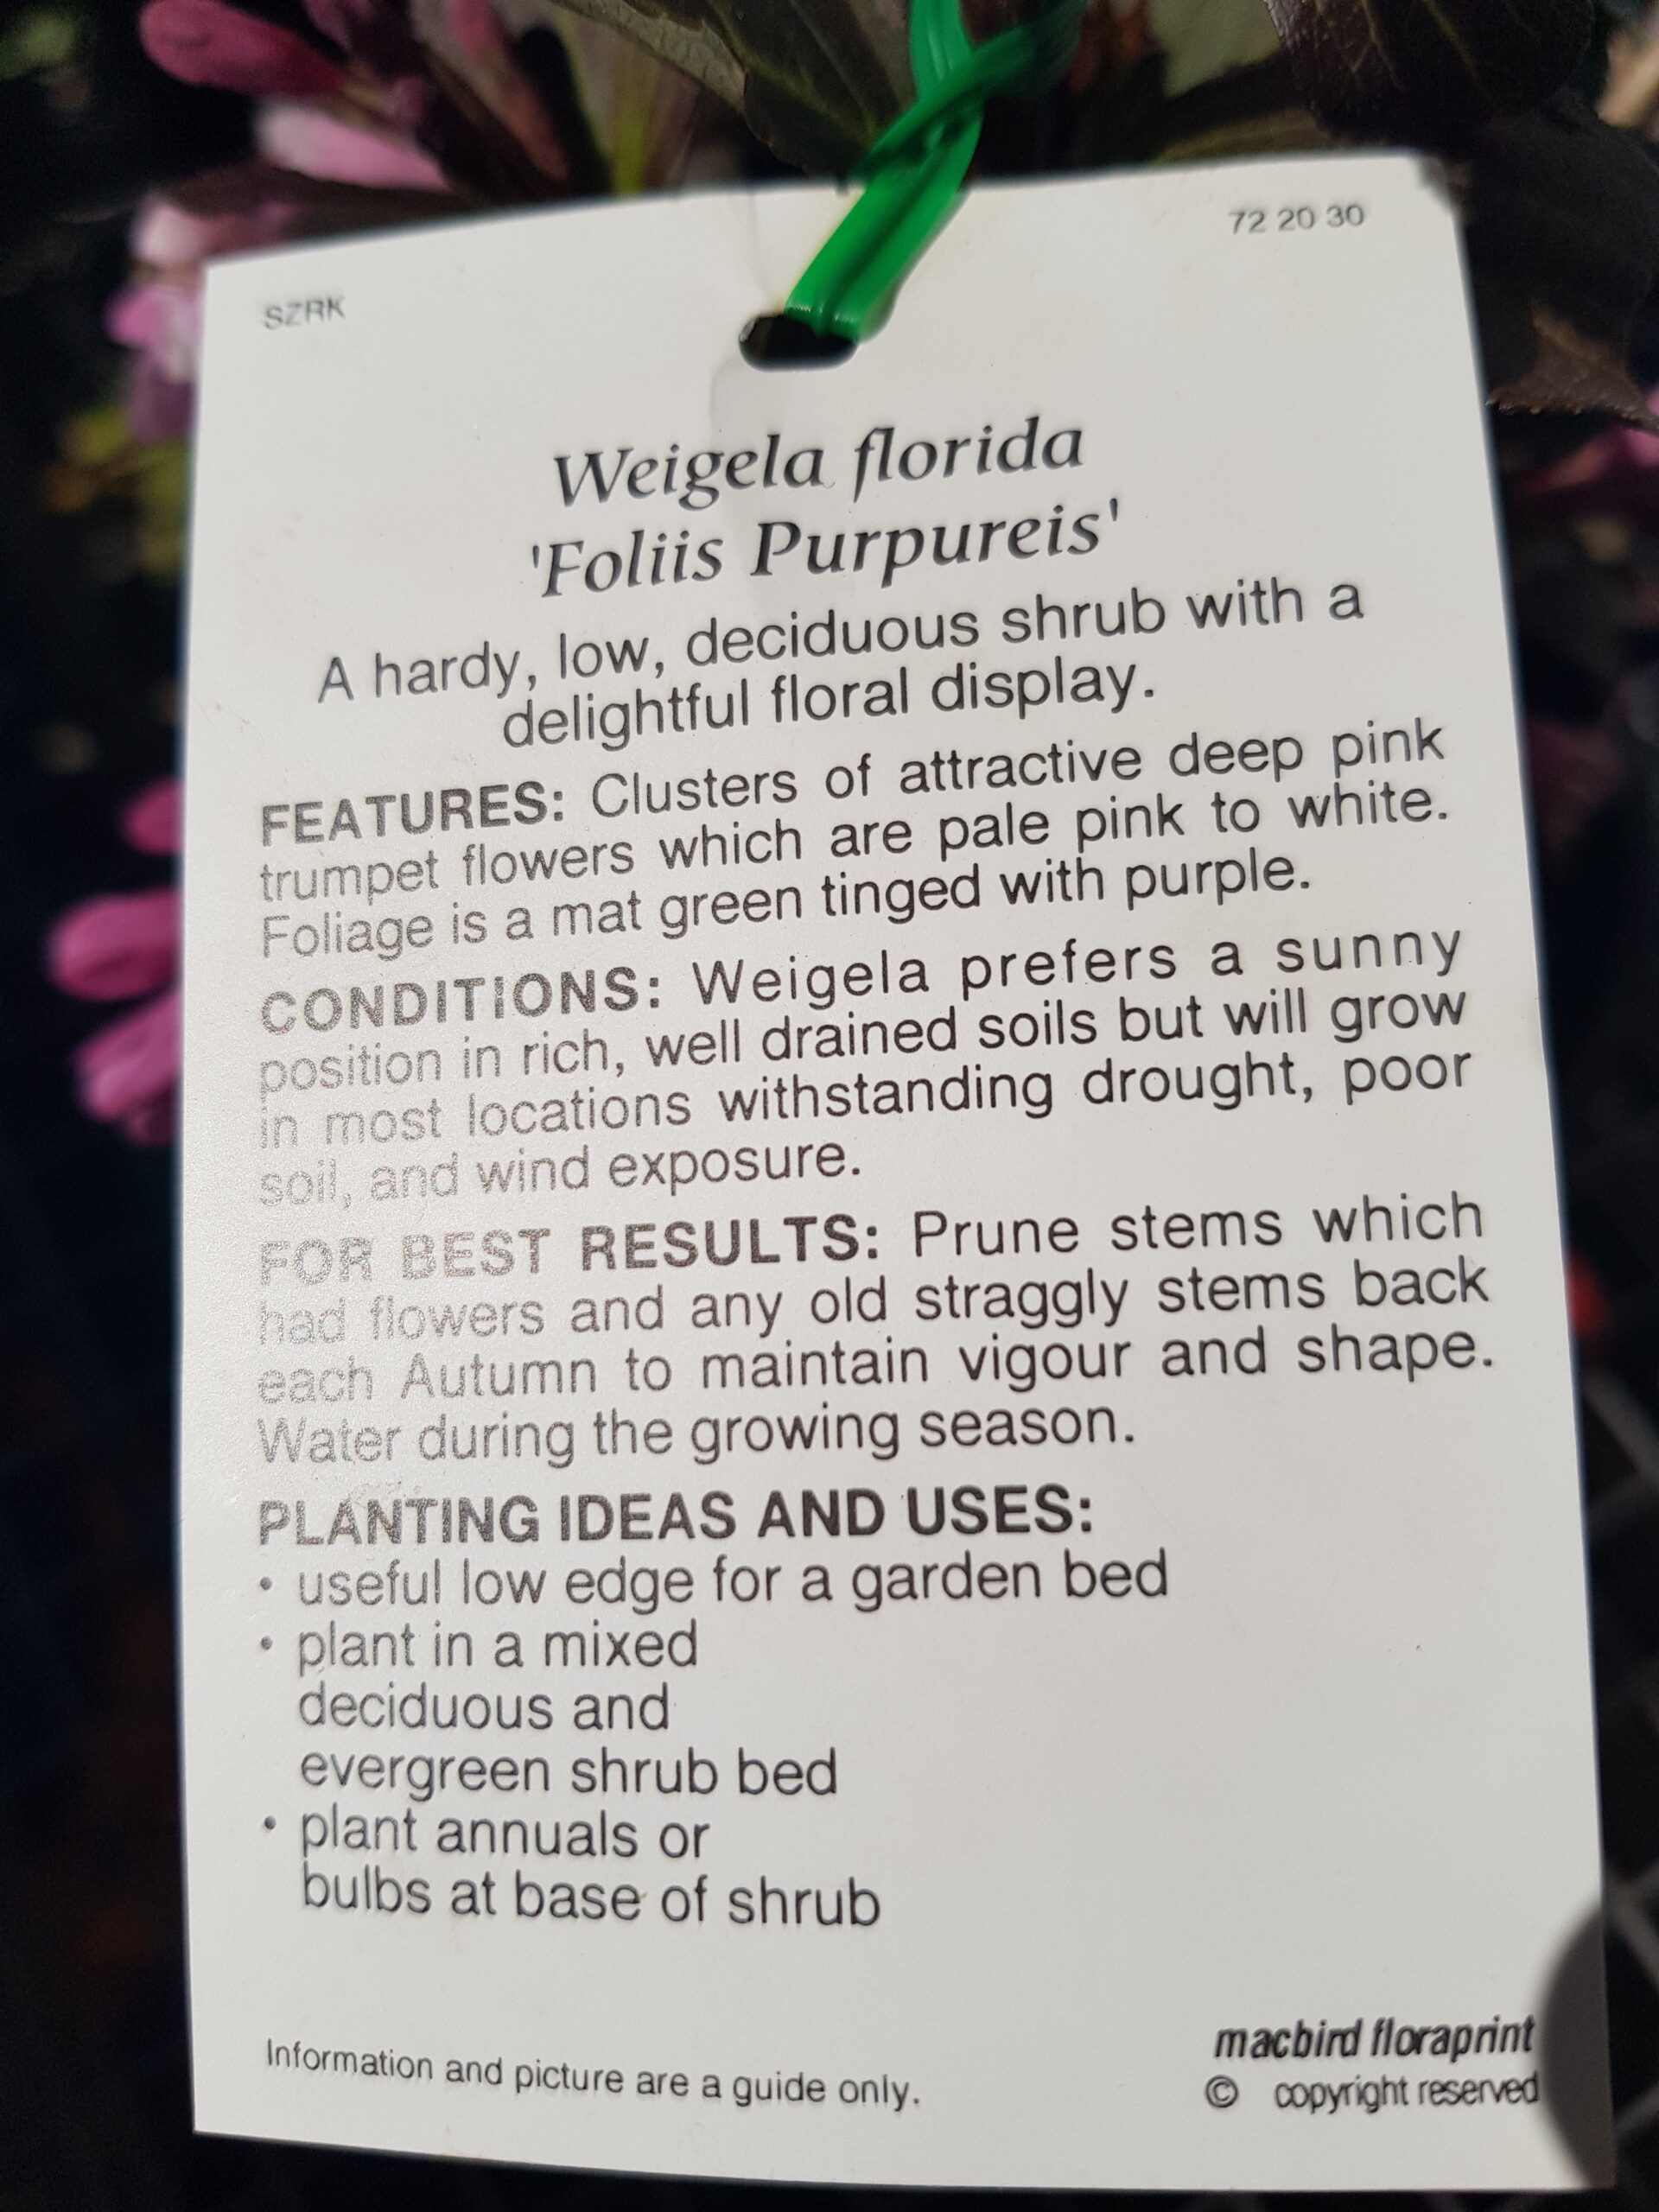 72 20 30
SZRK
Weigela florida
'Foliis Purpureis'
A hardy, low, deciduous shrub with a
delightful floral display.
FEATURES: Clusters of attractive deep pink
trumpet flowers which are pale pink to white.
Foliage is a mat green tinged with purple.
CONDITIONS: Weigela prefers a sunny
position in rich, well drained soils but will grow
in most locations withstanding drought, poor
soil, and wind exposure.
FOR BEST RESULTS: Prune stems which
had flowers and any old straggly stems back
each Autumn to maintain vigour and shape.
Water during the growing season.
PLANTING IDEAS AND USES:
• useful low edge for a garden bed
• plant in a mixed
deciduous and
evergreen shrub bed
• plant annuals or
bulbs at base of shrub
Information and picture are a guide only.
macbird floraprint
© copyright reserved